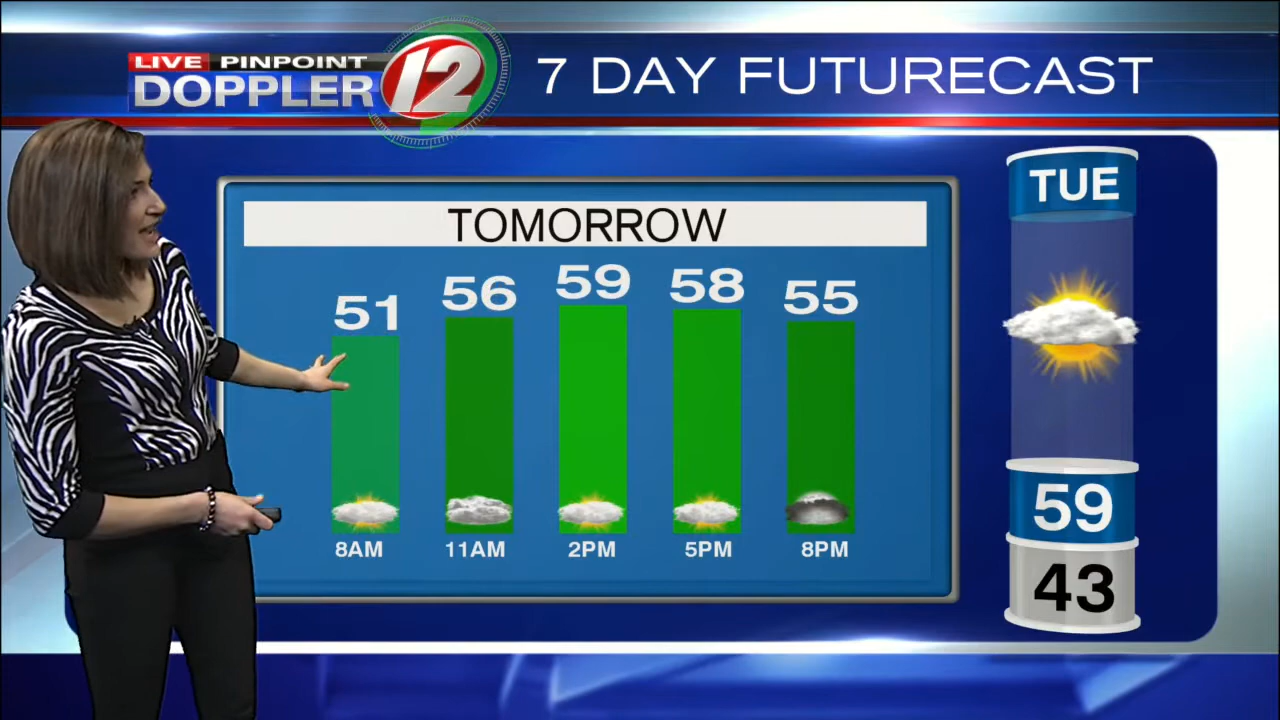 LIVE PINPOINT
DOPPLER 12
7 DAY FUTURECAST
TOMORROW
51 56 59 58 55
8AM 11AM 2PM 5PM 8PM
TUE
59
43